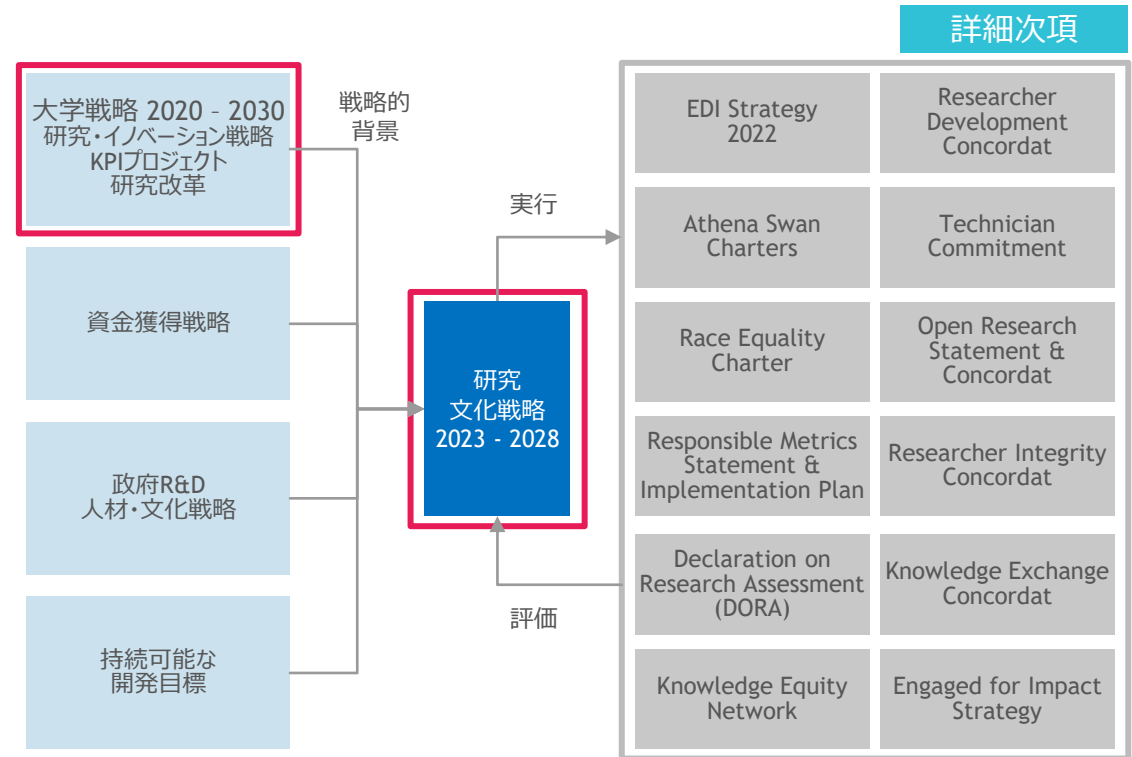 詳細次項
大学戦略 2020 - 2030
研究・イノベーション戦略
KPIプロジェクト
研究改革
資金獲得戦略
政府R&D
人材・文化戦略
持続可能な
開発目標
戦略的
背景
研究
文化戦略
2023 - 2028
実行
評価
EDI Strategy
2022
Researcher
Development
Concordat
Athena Swan
Charters
Technician
Commitment
Race Equality
Charter
Open Research
Statement &
Concordat
Responsible Metrics
Statement &
Implementation Plan
Researcher Integrity
Concordat
Declaration on
Research Assessment
(DORA)
Knowledge Exchange
Concordat
Knowledge Equity
Network
Engaged for Impact
Strategy